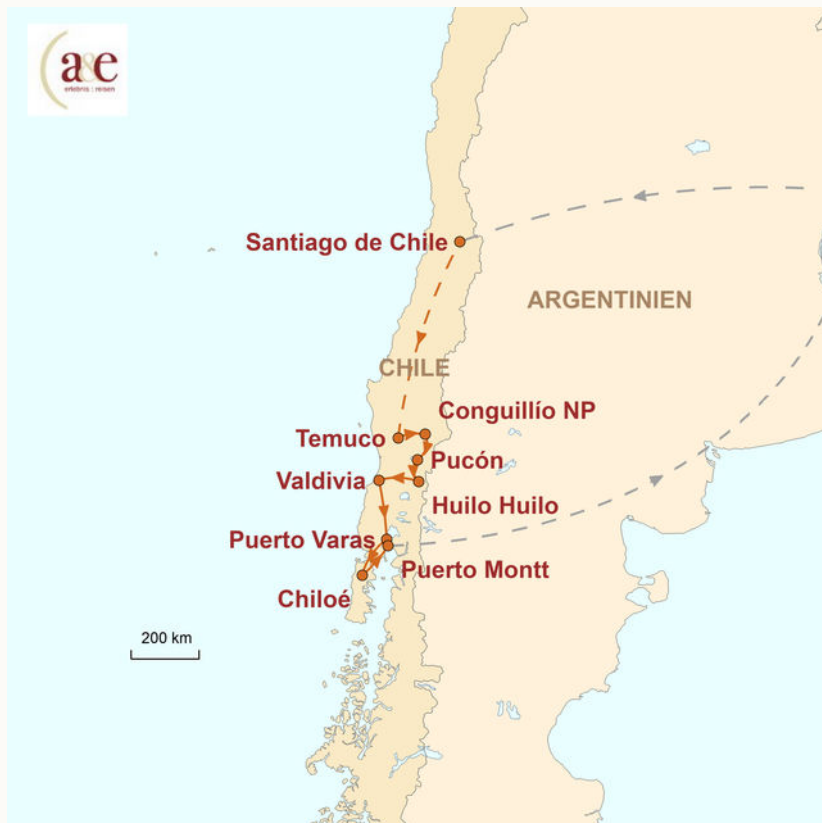 a&e
erlebnis | reisen
Santiago de Chile
ARGENTINIEN
CHILE
Conguillío NP
Temuco
Pucón
Valdivia
Huilo Huilo
Puerto Varas
Puerto Montt
Chiloé
200 km